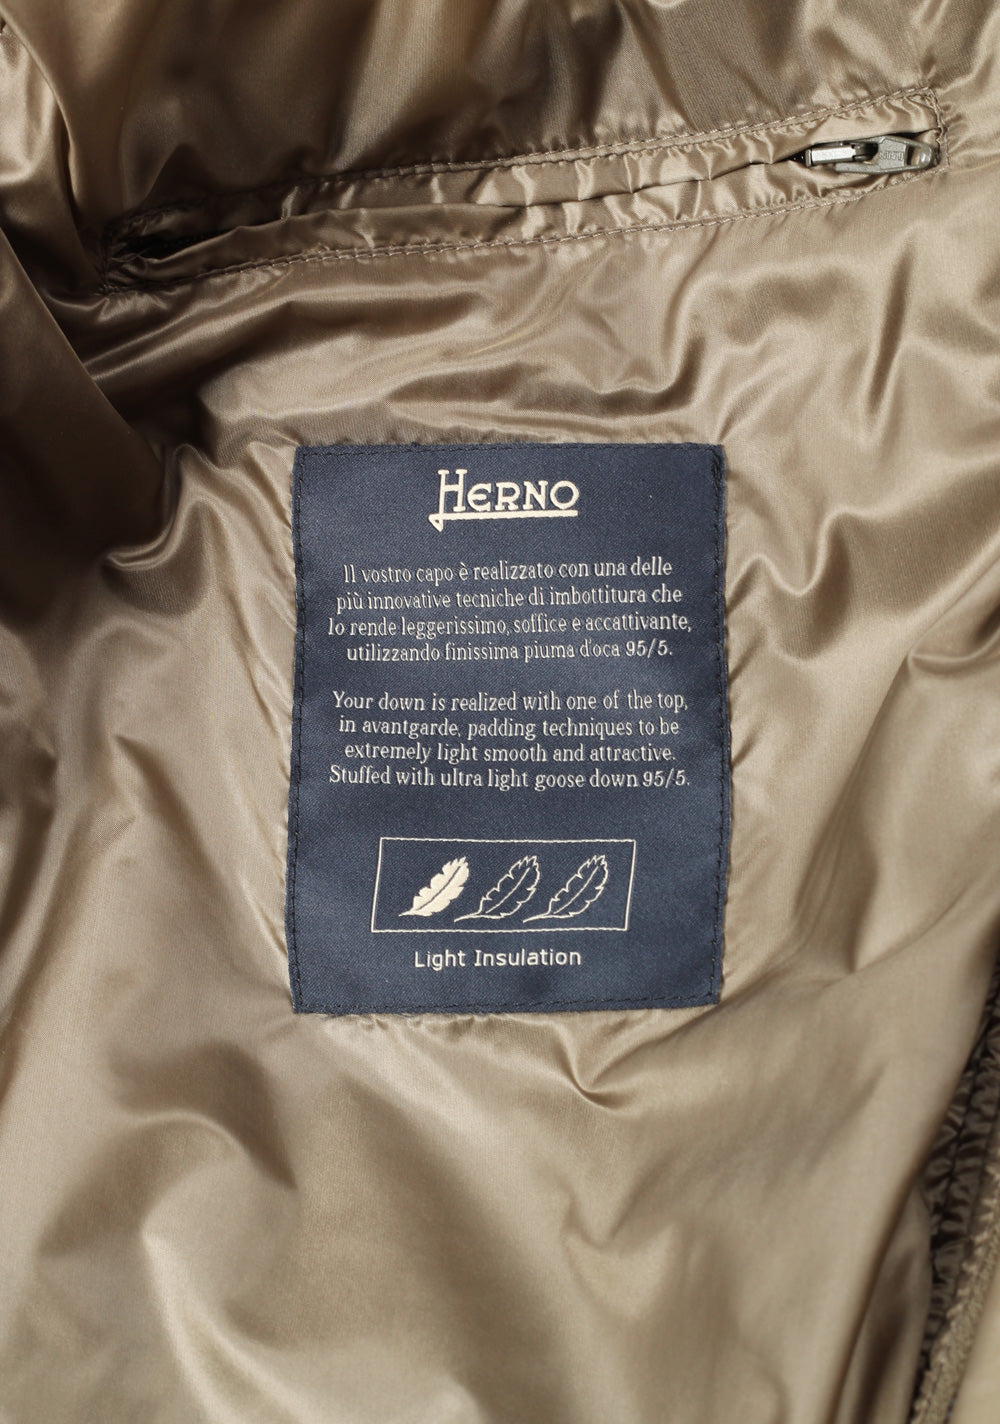 HERNO
Il vostro capo è realizzato con una delle
più innovative tecniche di imbottitura che
lo rende leggerissimo, soffice e accattivante,
utilizzando finissima piuma d'oca 95/5.
Your down is realized with one of the top,
in avantgarde, padding techniques to be
extremely light smooth and attractive.
Stuffed with ultra light goose down 95/5.
Light Insulation